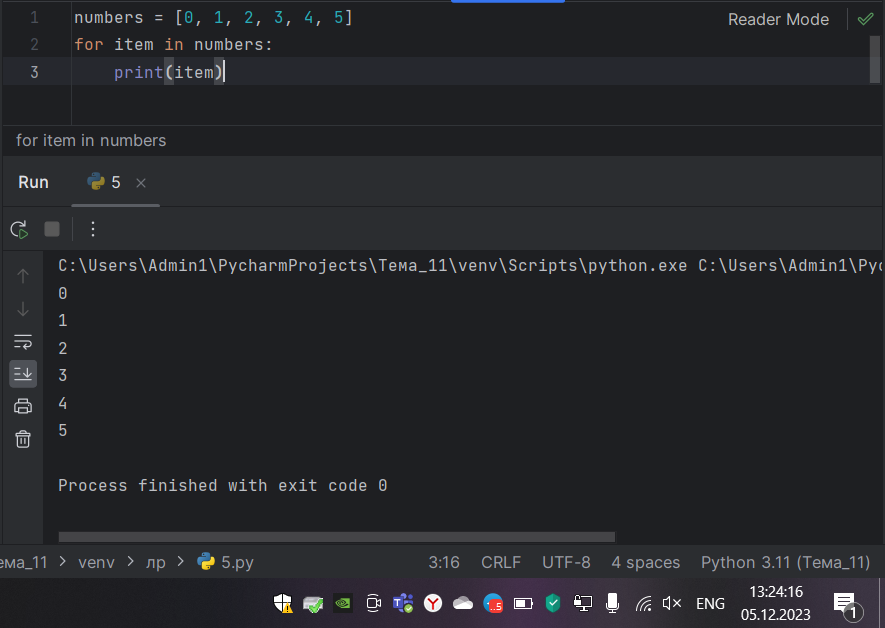 1 numbers = [0, 1, 2, 3, 4, 5]
Reader Mode
2 for item in numbers:
3     print(item)
for item in numbers
Run 5
C:\Users\Admin1\PycharmProjects\Тема_11\venv\Scripts\python.exe C:\Users\Admin1\Pyc
0
1
2
3
4
5
Process finished with exit code 0
ема_11 > venv > лр > 5.py 3:16 CRLF UTF-8 4 spaces Python 3.11 (Тема_11)
ENG
13:24:16
05.12.2023
1